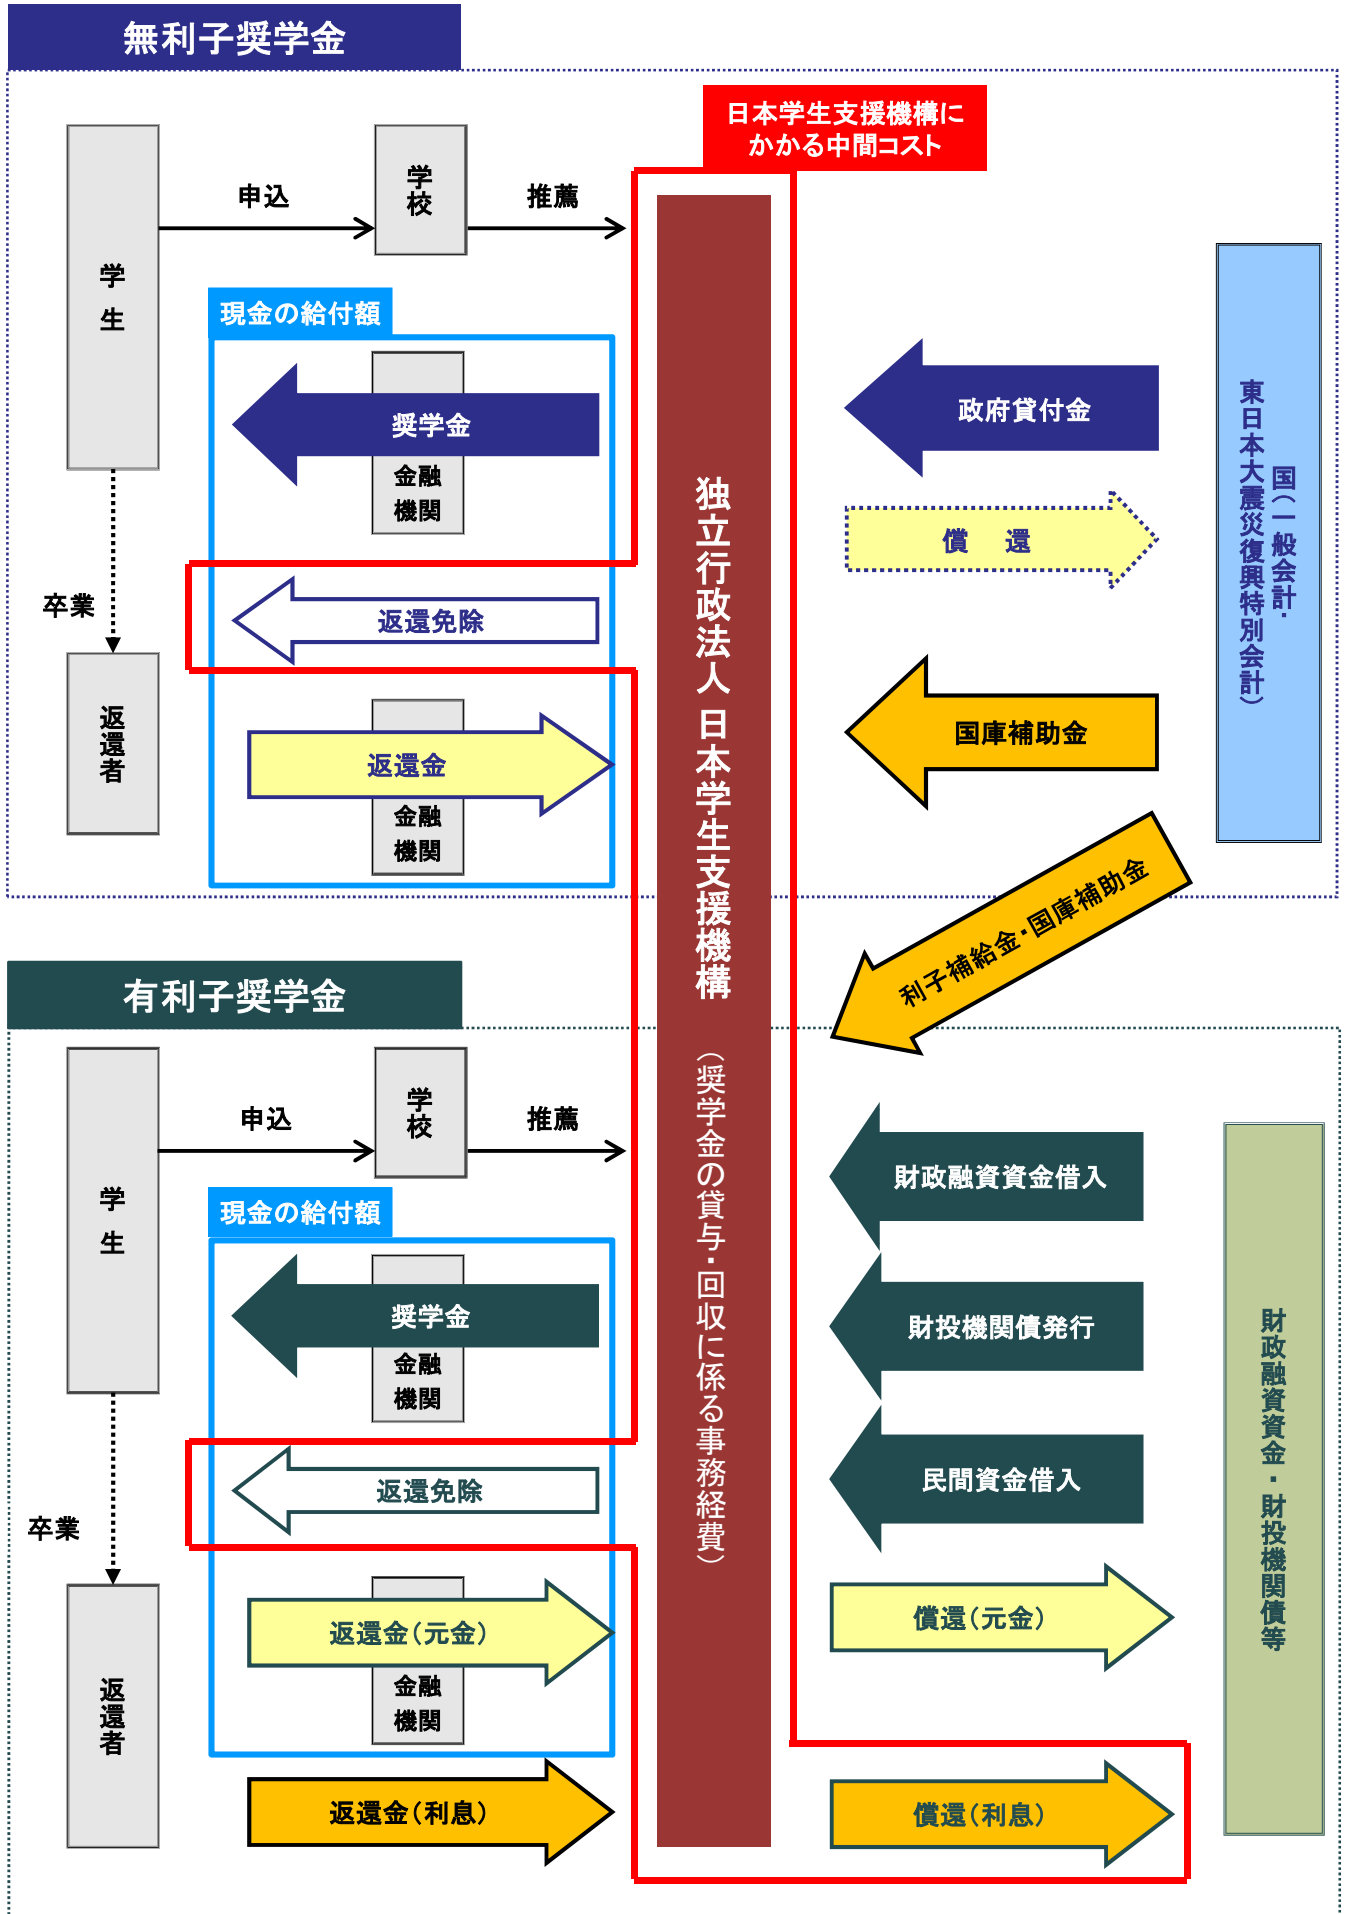 無利子奨学金
日本学生支援機構に
かかる中間コスト
学生
申込
学校
推薦
現金の給付額
奨学金
金融
機関
返還免除
卒業
返還者
返還金
金融
機関
独立行政法人 日本学生支援機構
（奨学金の貸与・回収に係る事務経費）
政府貸付金
償　還
国庫補助金
国（一般会計・
東日本大震災復興特別会計）
利子補給金・国庫補助金
有利子奨学金
学生
申込
学校
推薦
現金の給付額
奨学金
金融
機関
返還免除
卒業
返還者
返還金（元金）
金融
機関
返還金（利息）
財政融資資金借入
財投機関債発行
民間資金借入
償還（元金）
償還（利息）
財政融資資金・財投機関債等